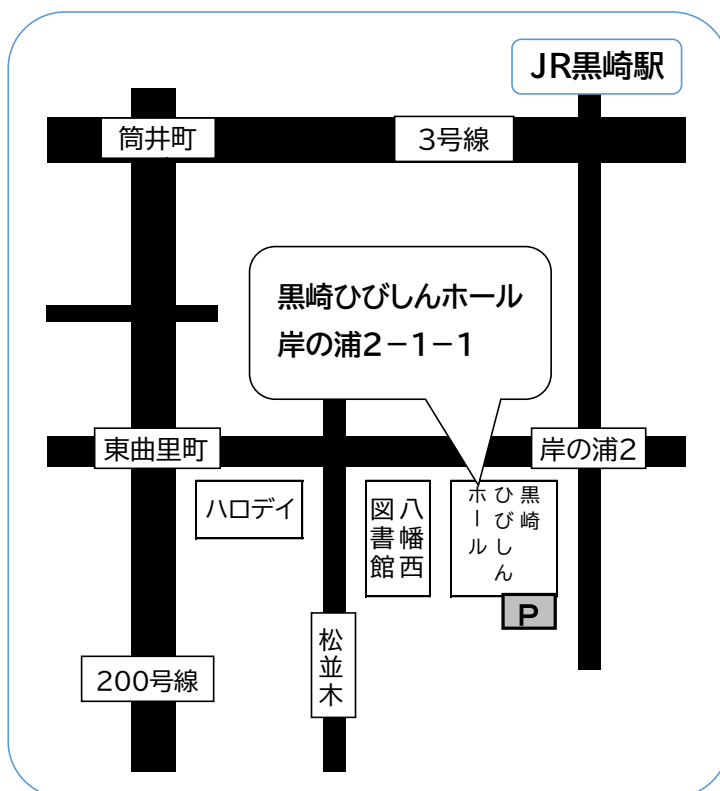 JR黒崎駅
筒井町
3号線
黒崎ひびしんホール
岸の浦2－1－1
東曲里町
岸の浦2
ハロデイ
八幡西
図書館
黒崎
ひびしん
ホール
P
松並木
200号線